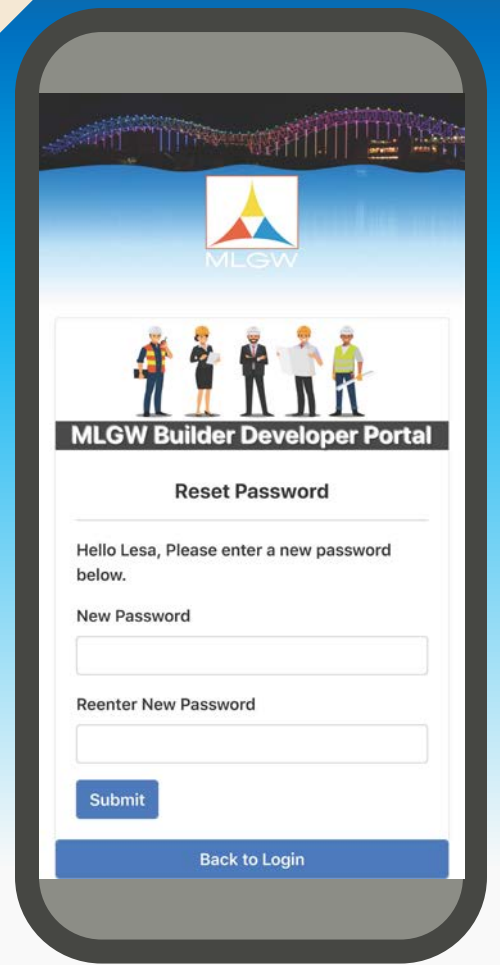 MLGW
MLGW Builder Developer Portal
Reset Password
Hello Lesa, Please enter a new password
below.
New Password
Reenter New Password
Submit
Back to Login